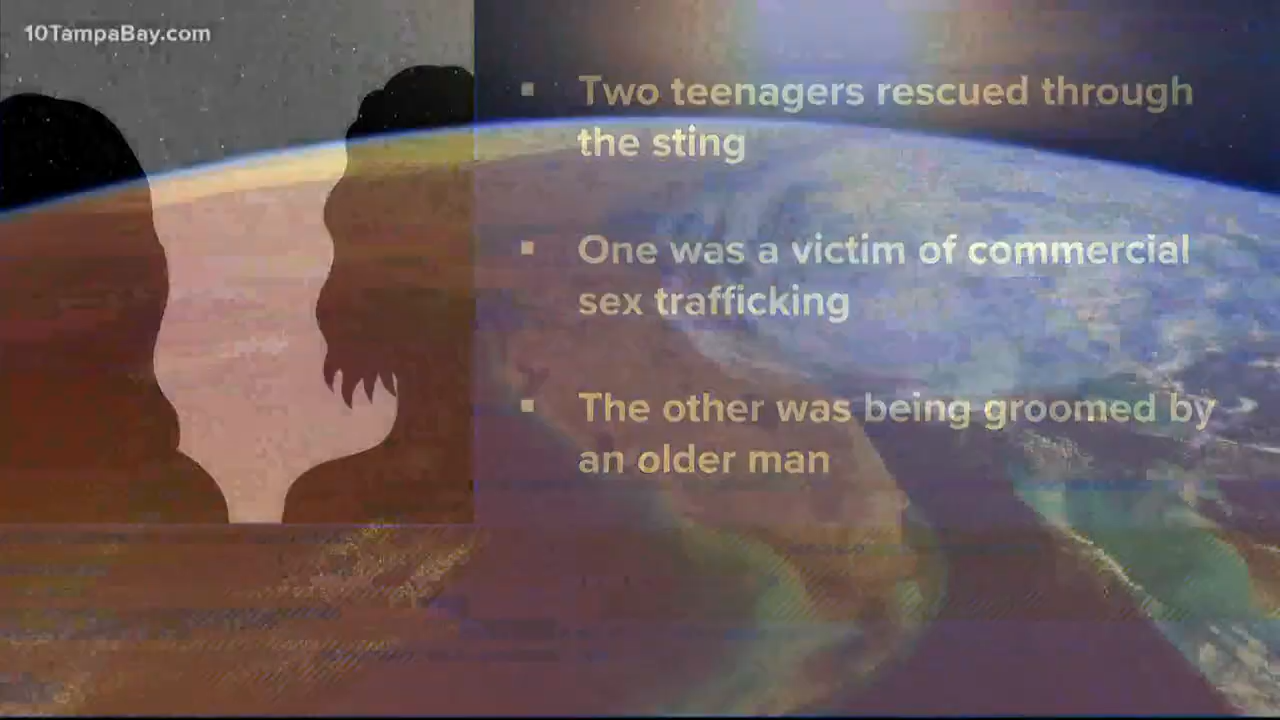 10TampaBay.com
▪ Two teenagers rescued through
the sting
▪ One was a victim of commercial
sex trafficking
▪ The other was being groomed by
an older man